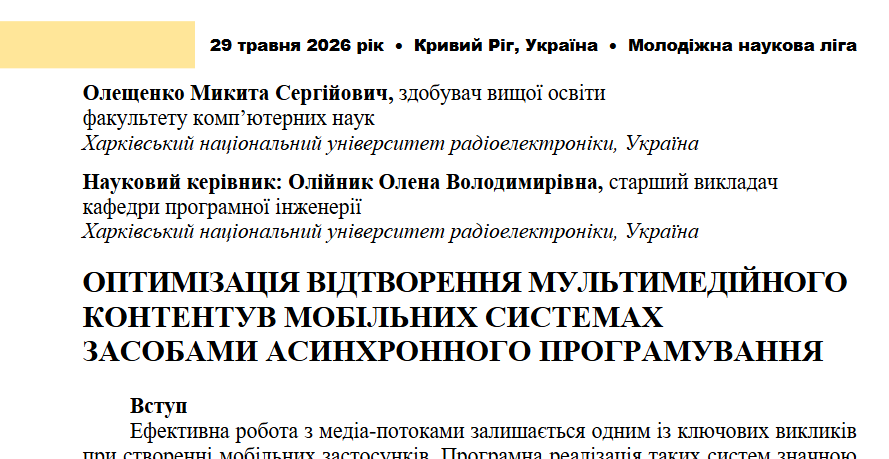 29 травня 2026 рік • Кривий Ріг, Україна • Молодіжна наукова ліга
Олещенко Микита Сергійович, здобувач вищої освіти
факультету комп’ютерних наук
Харківський національний університет радіоелектроніки, Україна
Науковий керівник: Олійник Олена Володимирівна, старший викладач
кафедри програмної інженерії
Харківський національний університет радіоелектроніки, Україна
ОПТИМІЗАЦІЯ ВІДТВОРЕННЯ МУЛЬТИМЕДІЙНОГО
КОНТЕНТУВ МОБІЛЬНИХ СИСТЕМАХ
ЗАСОБАМИ АСИНХРОННОГО ПРОГРАМУВАННЯ
Вступ
Ефективна робота з медіа-потоками залишається одним із ключових викликів
при створенні мобільних застосунків. Програмна реалізація таких систем значною